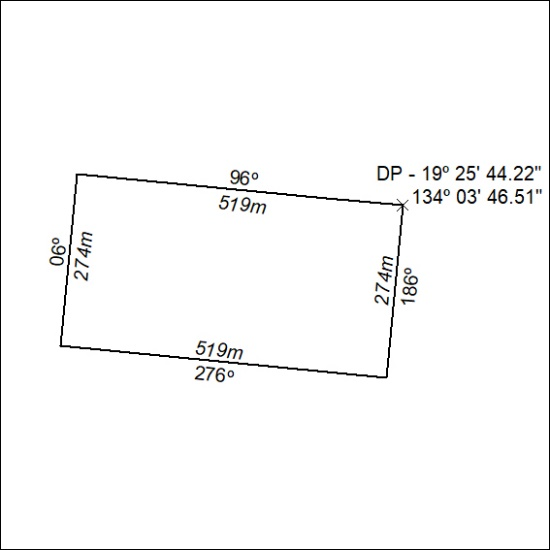 DP - 19º 25' 44.22"
134º 03' 46.51"
96º
519m
06º
274m
274m
186º
519m
276º